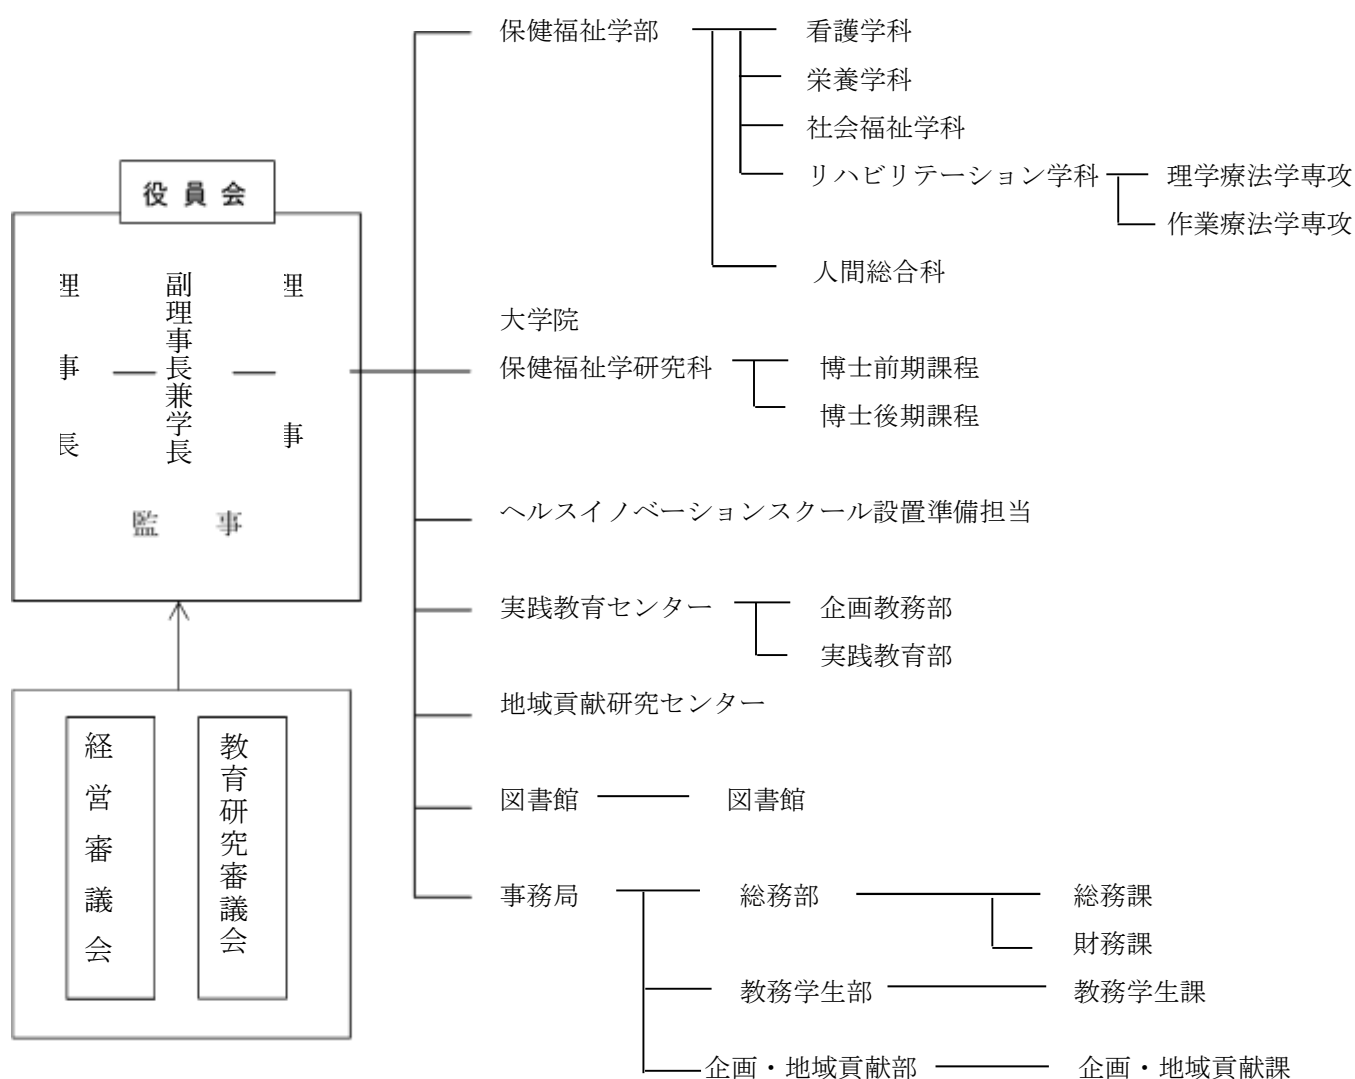 役員会
理事長
副理事長兼学長
理事
監事
経営審議会
教育研究審議会
保健福祉学部
看護学科
栄養学科
社会福祉学科
リハビリテーション学科
理学療法学専攻
作業療法学専攻
人間総合科
大学院
保健福祉学研究科
博士前期課程
博士後期課程
ヘルスイノベーションスクール設置準備担当
実践教育センター
企画教務部
実践教育部
地域貢献研究センター
図書館
図書館
事務局
総務部
総務課
財務課
教務学生部
教務学生課
企画・地域貢献部
企画・地域貢献課